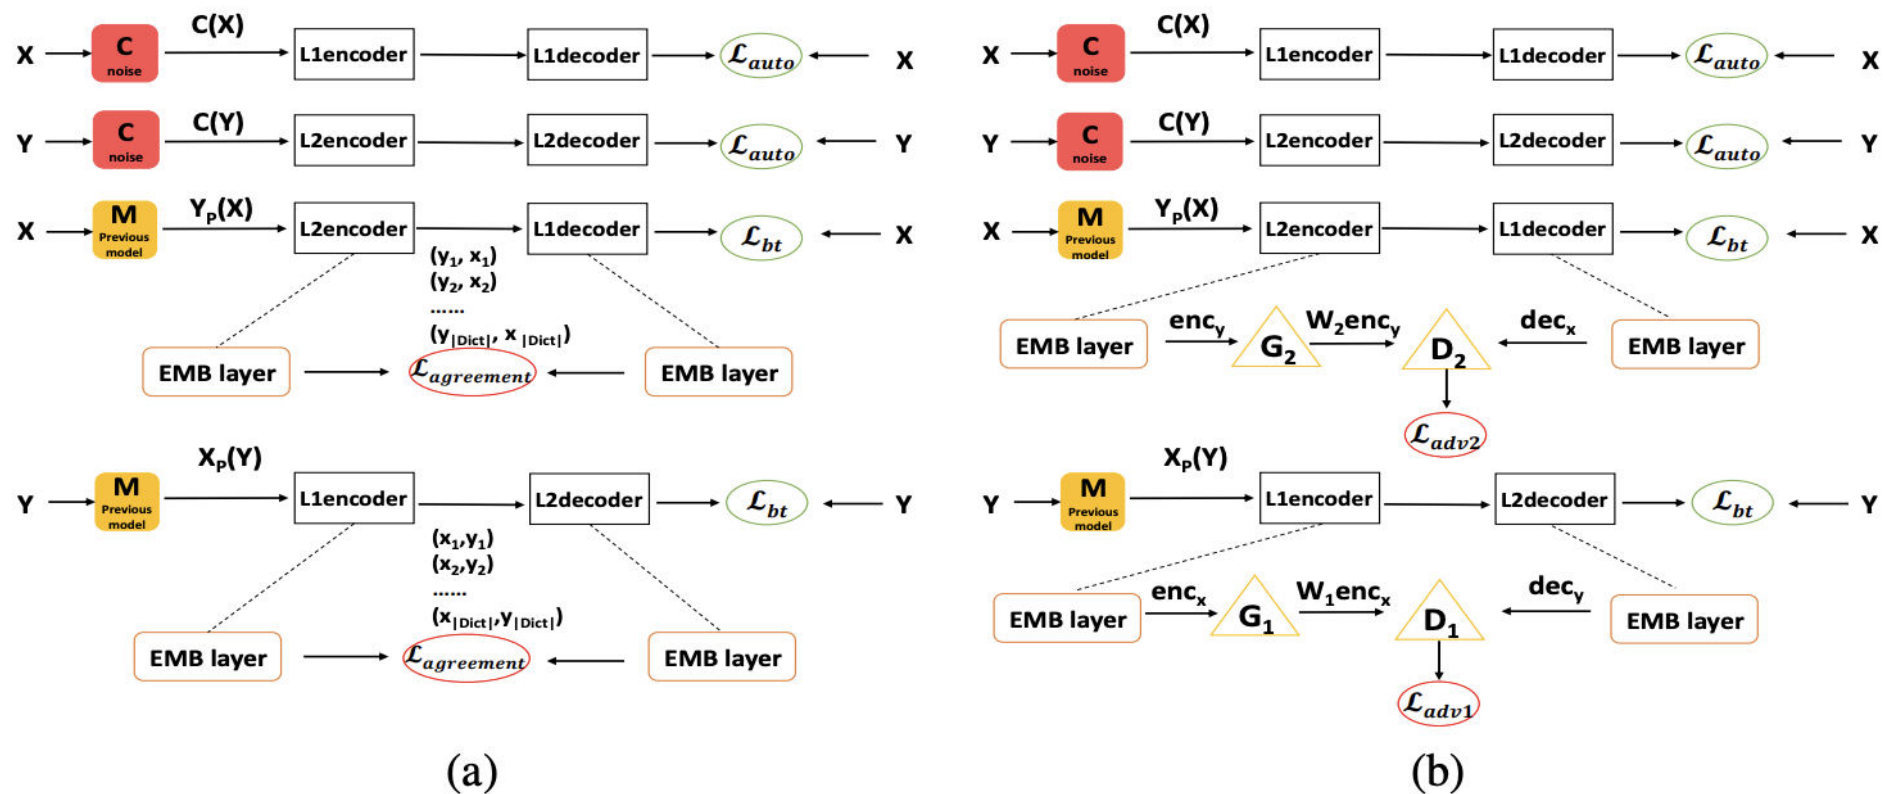 X C noise C(X) L1encoder L1decoder ℒauto X
Y C noise C(Y) L2encoder L2decoder ℒauto Y
X M Previous model YP(X) L2encoder L1decoder ℒbt X
(y1, x1)
(y2, x2)
......
(y|Dict|, x |Dict|)
EMB layer ℒagreement EMB layer
Y M Previous model XP(Y) L1encoder L2decoder ℒbt Y
(x1,y1)
(x2,y2)
......
(x|Dict|,y|Dict|)
EMB layer ℒagreement EMB layer
(a)
X C noise C(X) L1encoder L1decoder ℒauto X
Y C noise C(Y) L2encoder L2decoder ℒauto Y
X M Previous model YP(X) L2encoder L1decoder ℒbt X
EMB layer ency G2 W2ency D2 decx EMB layer
ℒadv2
Y M Previous model XP(Y) L1encoder L2decoder ℒbt Y
EMB layer encx G1 W1encx D1 decy EMB layer
ℒadv1
(b)